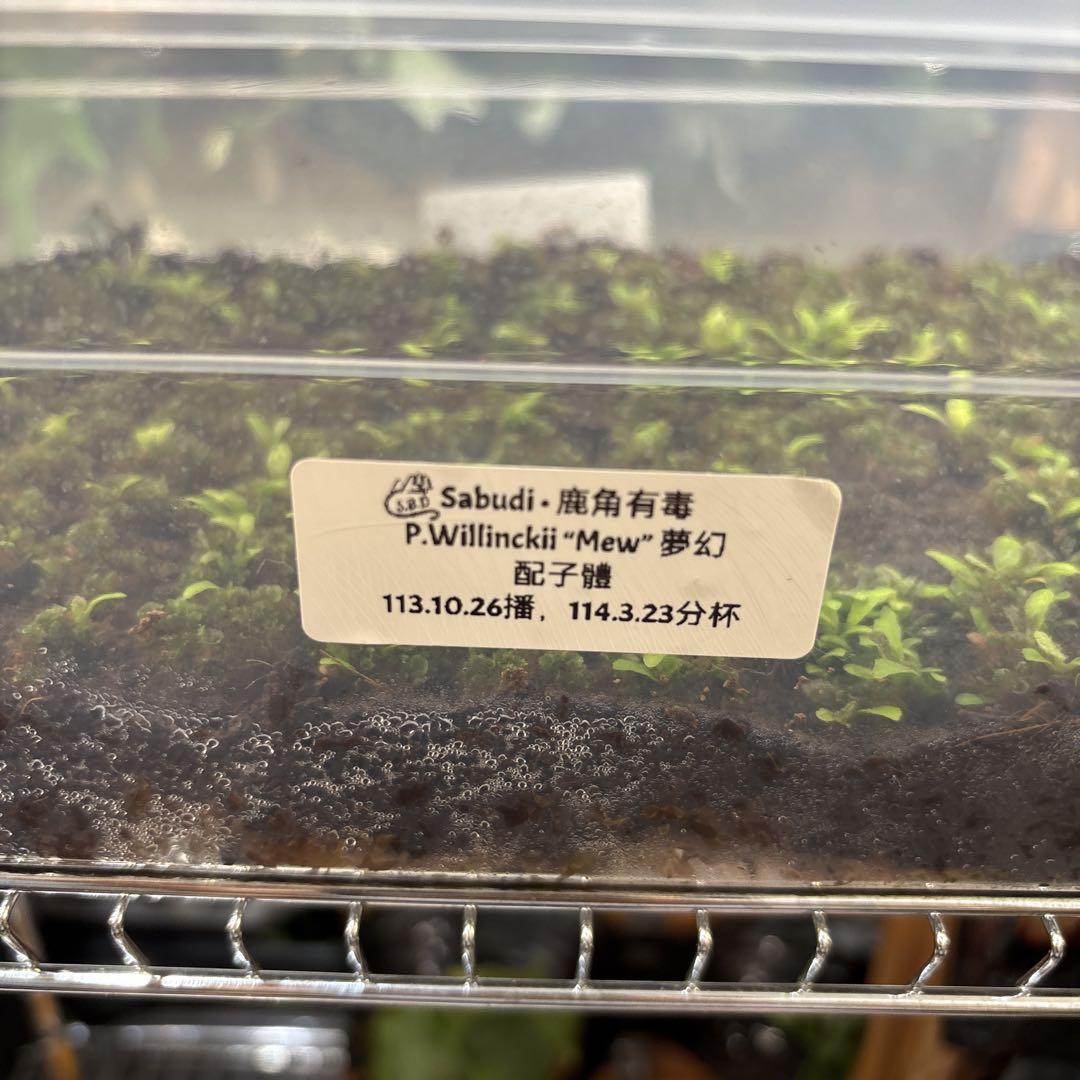 S.B.D Sabudi • 鹿角有毒
P.Willinckii “Mew” 夢幻
配子體
113.10.26播，114.3.23分杯